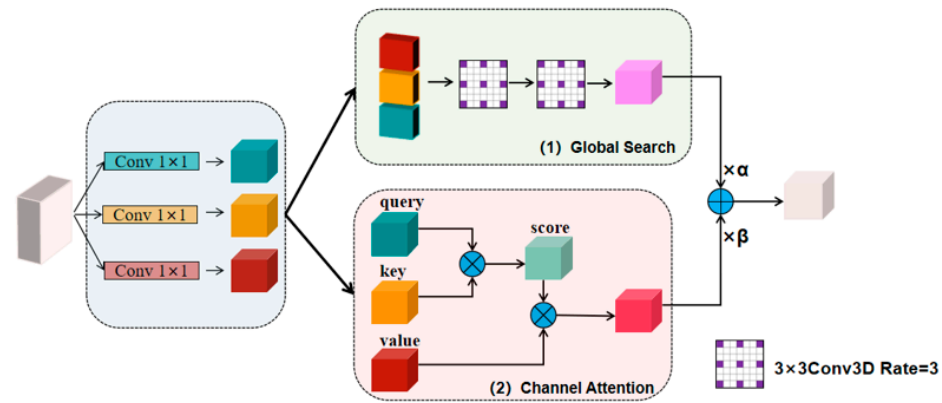 Conv 1×1
Conv 1×1
Conv 1×1
(1) Global Search
×α
×β
query
key
value
score
(2) Channel Attention
3×3Conv3D Rate=3